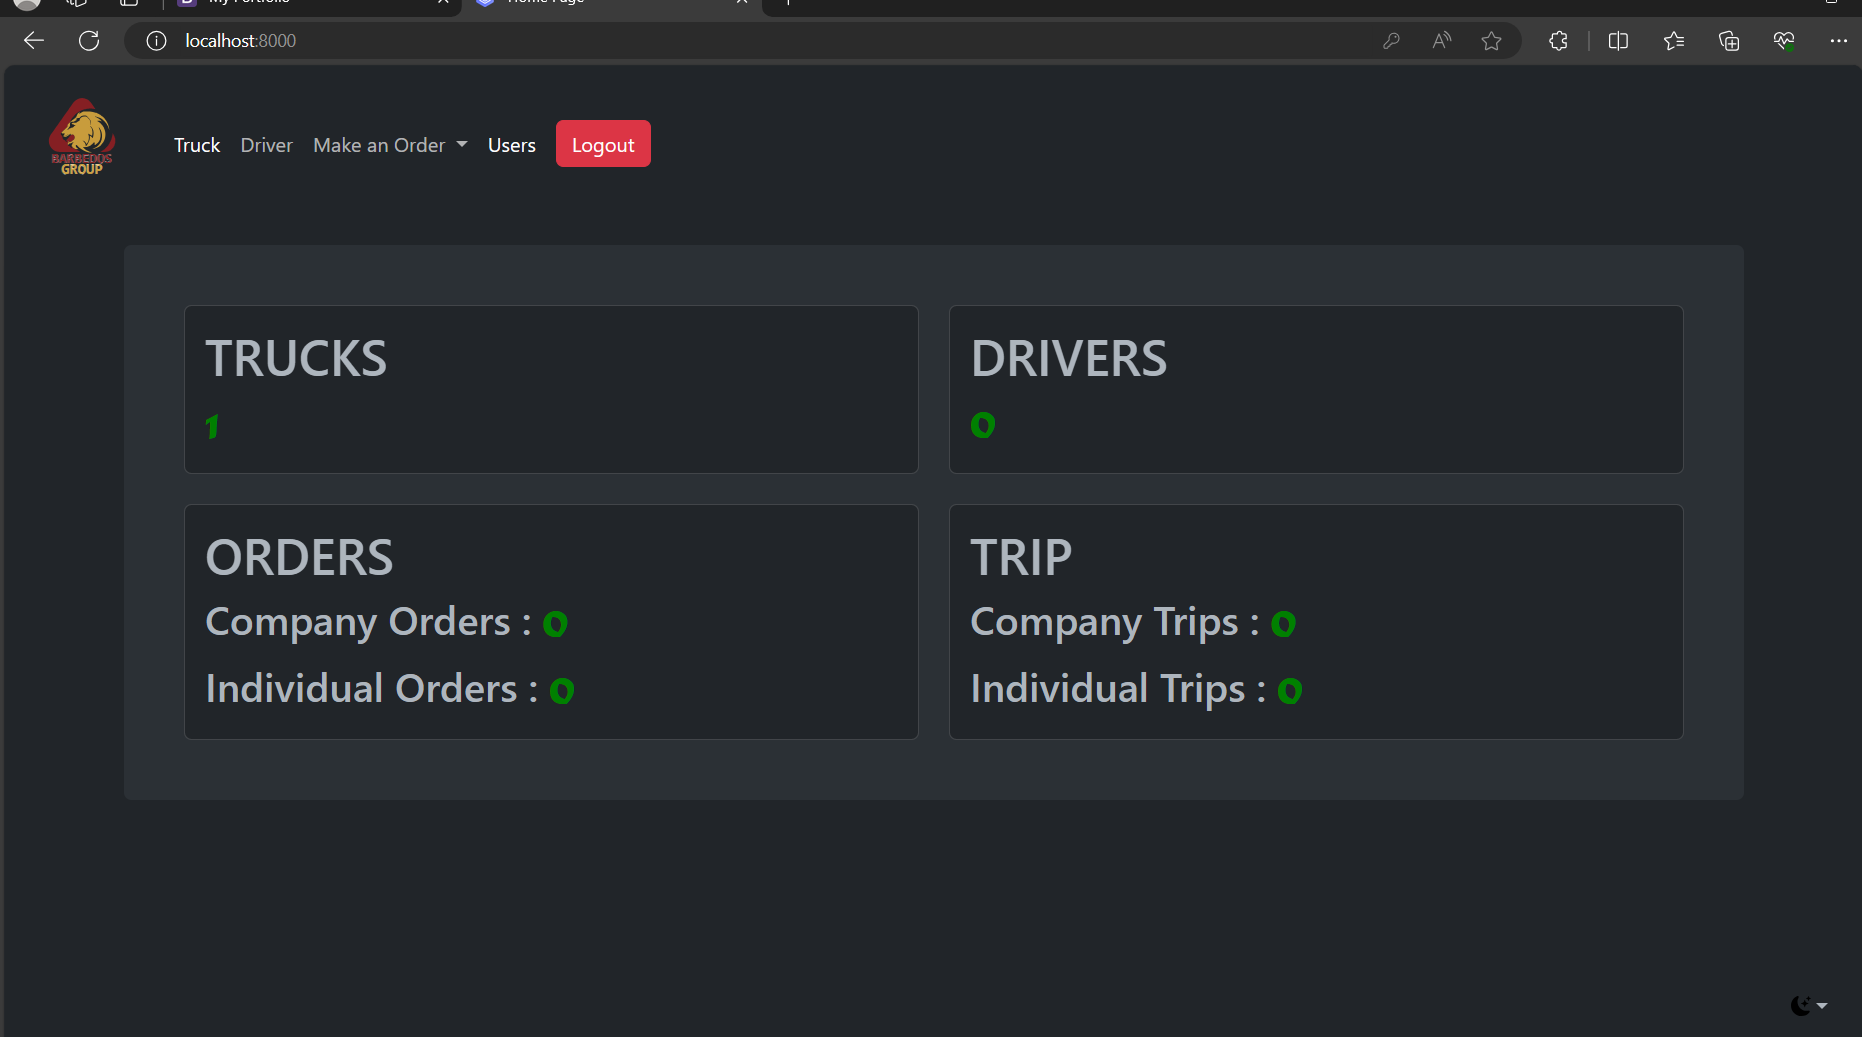 My Portfolio
Home Page
localhost:8000
BARBEDOS
GROUP
Truck Driver Make an Order Users Logout
TRUCKS
1
DRIVERS
0
ORDERS
Company Orders : 0
Individual Orders : 0
TRIP
Company Trips : 0
Individual Trips : 0